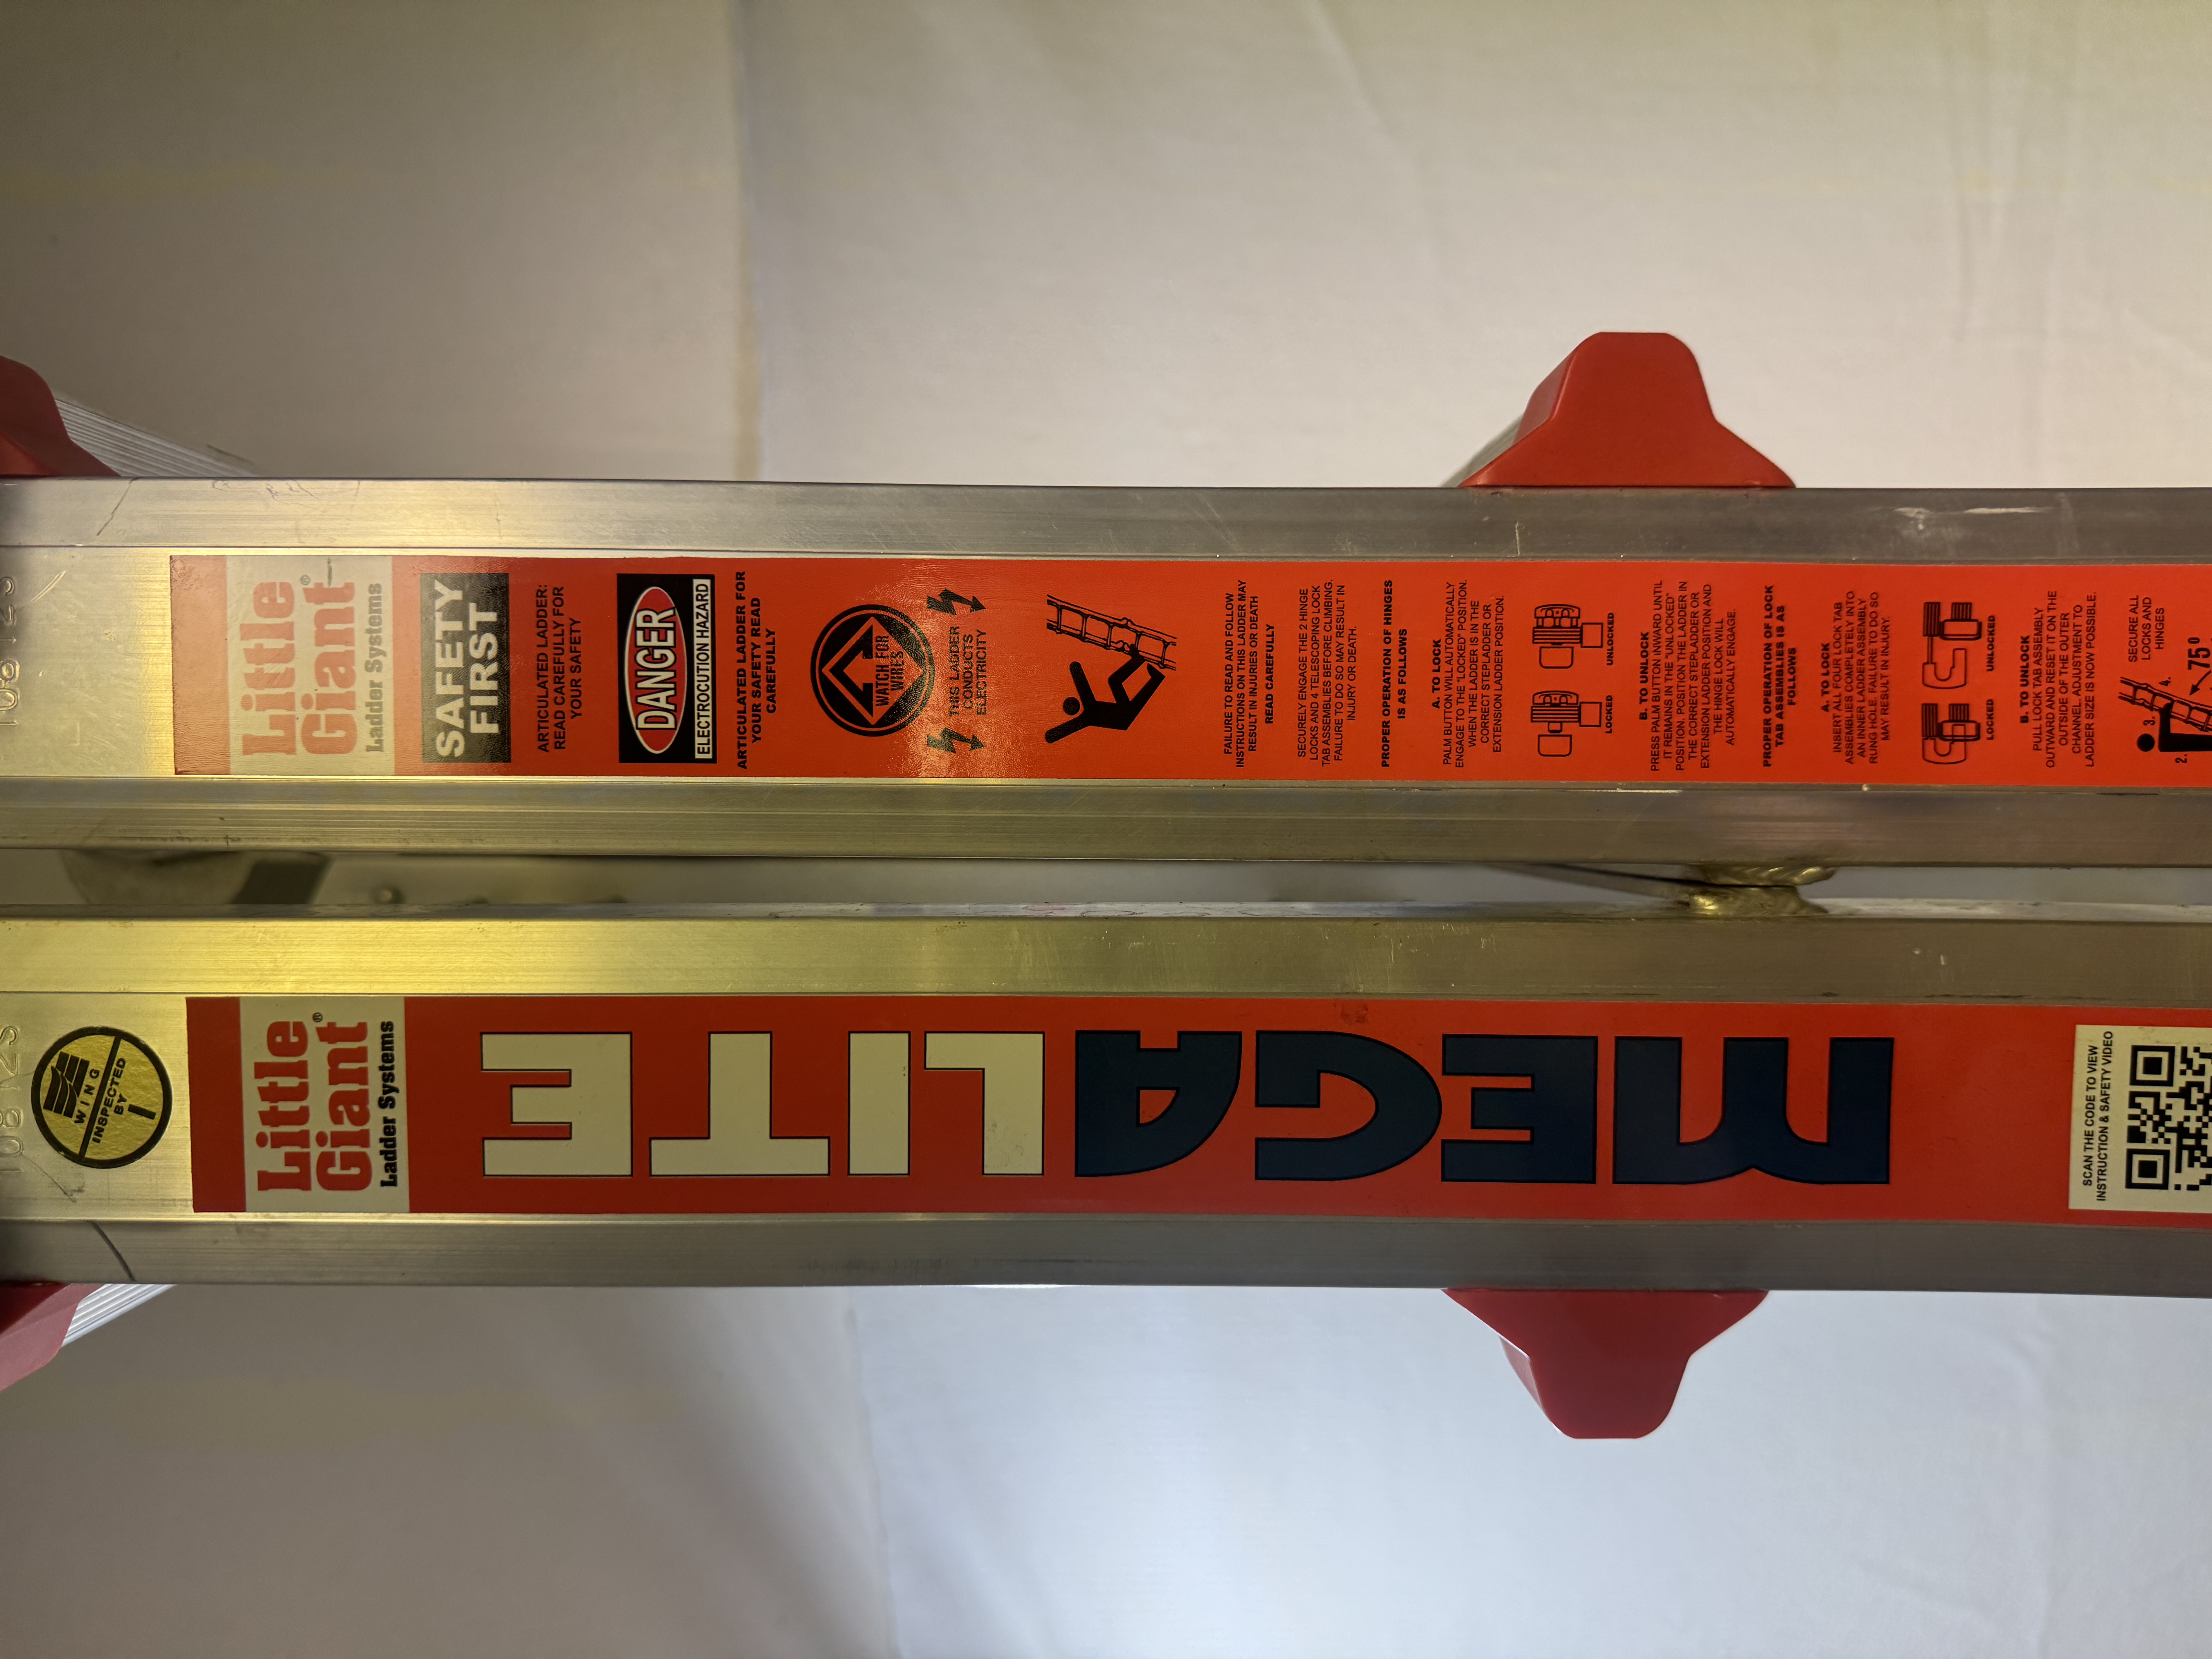 Little
Giant®
Ladder Systems
SAFETY
FIRST
ARTICULATED LADDER:
READ CAREFULLY FOR
YOUR SAFETY
DANGER
ELECTROCUTION HAZARD
ARTICULATED LADDER FOR
YOUR SAFETY READ
CAREFULLY
WATCH FOR
WIRES
THIS LADDER
CONDUCTS
ELECTRICITY
FAILURE TO READ AND FOLLOW
INSTRUCTIONS ON THIS LADDER MAY
RESULT IN INJURIES OR DEATH
READ CAREFULLY
SECURELY ENGAGE THE 2 HINGE
LOCKS AND 4 TELESCOPING LOCK
TAB ASSEMBLIES BEFORE CLIMBING.
FAILURE TO DO SO MAY RESULT IN
INJURY OR DEATH.
PROPER OPERATION OF HINGES
IS AS FOLLOWS
A. TO LOCK
PALM BUTTON WILL AUTOMATICALLY
ENGAGE TO THE "LOCKED" POSITION.
WHEN THE LADDER IS IN THE
CORRECT STEPLADDER OR
EXTENSION LADDER POSITION.
LOCKED
UNLOCKED
B. TO UNLOCK
PRESS PALM BUTTON INWARD UNTIL
IT REMAINS IN THE "UNLOCKED"
POSITION. POSITION THE LADDER IN
THE CORRECT STEPLADDER OR
EXTENSION LADDER POSITION AND
THE HINGE LOCK WILL
AUTOMATICALLY ENGAGE.
PROPER OPERATION OF LOCK
TAB ASSEMBLIES IS AS
FOLLOWS
A. TO LOCK
INSERT ALL FOUR LOCK TAB
ASSEMBLIES COMPLETELY INTO
AN INNER LADDER ASSEMBLY
RUNG HOLE. FAILURE TO DO SO
MAY RESULT IN INJURY.
LOCKED
UNLOCKED
B. TO UNLOCK
PULL LOCK TAB ASSEMBLY
OUTWARD AND RESET IT ON THE
OUTSIDE OF THE OUTER
CHANNEL. ADJUSTMENT TO
LADDER SIZE IS NOW POSSIBLE.
SECURE ALL
LOCKS AND
HINGES
2.
3.
4.
75°
WING
INSPECTED
BY
1
Little
Giant®
Ladder Systems
MEGALITE
SCAN THE CODE TO VIEW
INSTRUCTION & SAFETY VIDEO